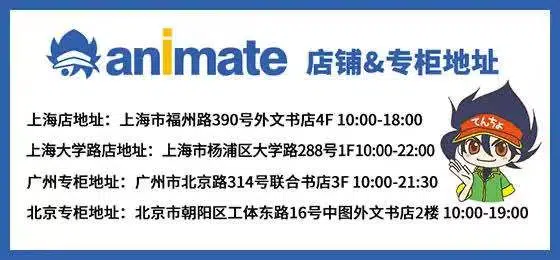 animate 店铺&专柜地址
てんちょ
上海店地址：上海市福州路390号外文书店4F 10:00-18:00
上海大学路店地址：上海市杨浦区大学路288号1F10:00-22:00
广州专柜地址：广州市北京路314号联合书店3F 10:00-21:30
北京专柜地址：北京市朝阳区工体东路16号中图外文书店2楼 10:00-19:00